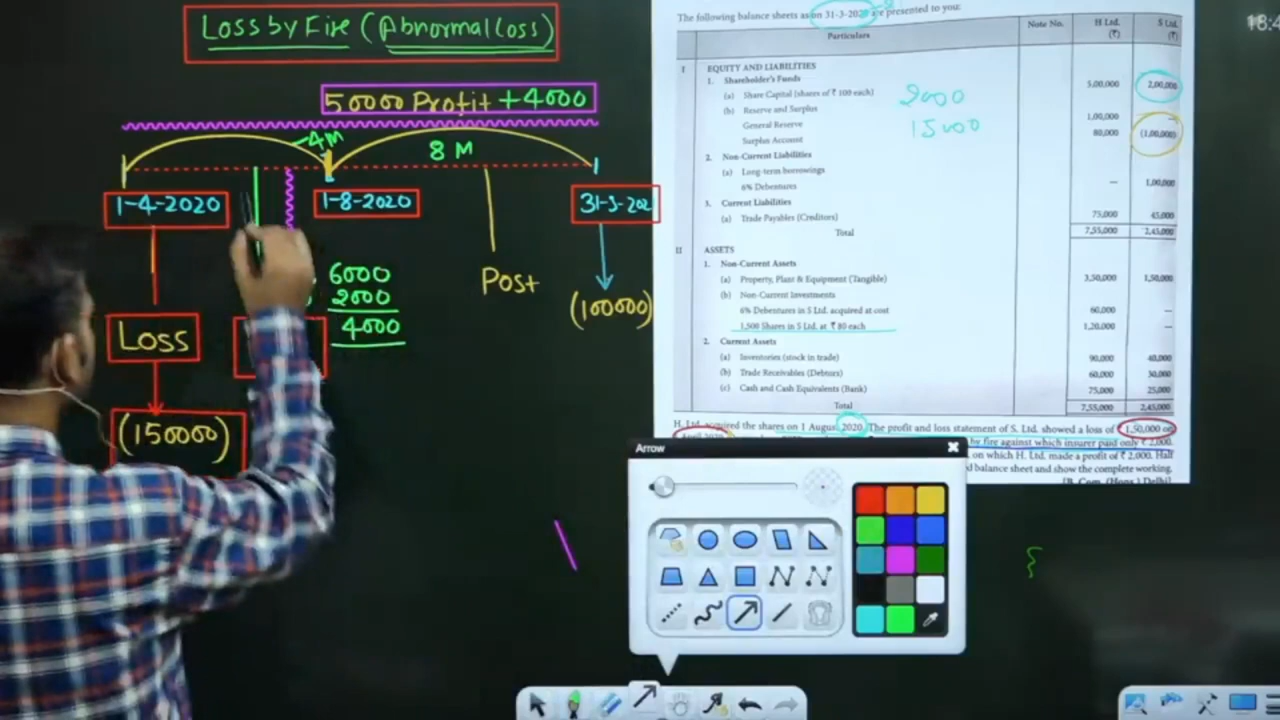 Loss by Fire (Abnormal Loss)
50000 Profit + 4000
4M
8 M
1-4-2020
1-8-2020
31-3-202
6000
2000
4000
Post
(100000)
Loss
(150000)
18:4
The following balance sheets as on 31-3-202 are presented to you:
Particulars Note No. H Ltd. (₹) S Ltd. (₹)
I EQUITY AND LIABILITIES
1. Shareholder's Funds
(a) Share Capital (shares of ₹ 100 each) 5,00,000 2,00,000
(b) Reserve and Surplus
General Reserve 1,00,000 —
Surplus Account 80,000 (1,00,000)
2000
15000
2. Non-Current Liabilities
(a) Long-term borrowings
6% Debentures — 1,00,000
3. Current Liabilities
(a) Trade Payables (Creditors) 75,000 45,000
Total 7,55,000 2,45,000
II ASSETS
1. Non-Current Assets
(a) Property, Plant & Equipment (Tangible) 3,50,000 1,50,000
(b) Non-Current Investments
6% Debentures in S Ltd. acquired at cost 60,000 —
1,500 Shares in S Ltd. at ₹ 80 each 1,20,000 —
2. Current Assets
(a) Inventories (stock in trade) 90,000 40,000
(b) Trade Receivables (Debtors) 60,000 30,000
(c) Cash and Cash Equivalents (Bank) 75,000 25,000
Total 7,55,000 2,45,000
H. Ltd. acquired the shares on 1 August 2020. The profit and loss statement of S. Ltd. showed a loss of 1,50,000 on
by fire against which insurer paid only ₹ 2,000.
on which H. Ltd. made a profit of ₹ 2,000. Half
d balance sheet and show the complete working.
[B. Com. (Hons.) Delhi]
Arrow